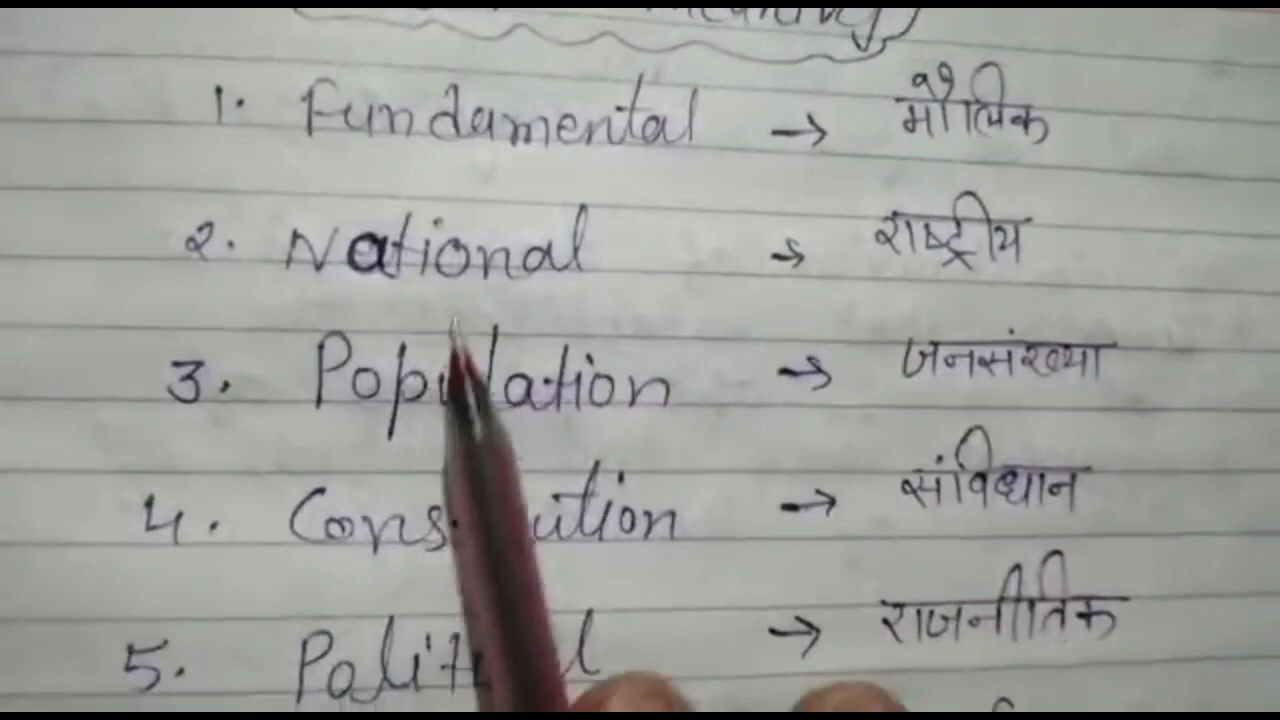 1. Fundamental → मौलिक
2. National → राष्ट्रीय
3. Population → जनसंख्या
4. → संविधान
5. → राजनीतिक